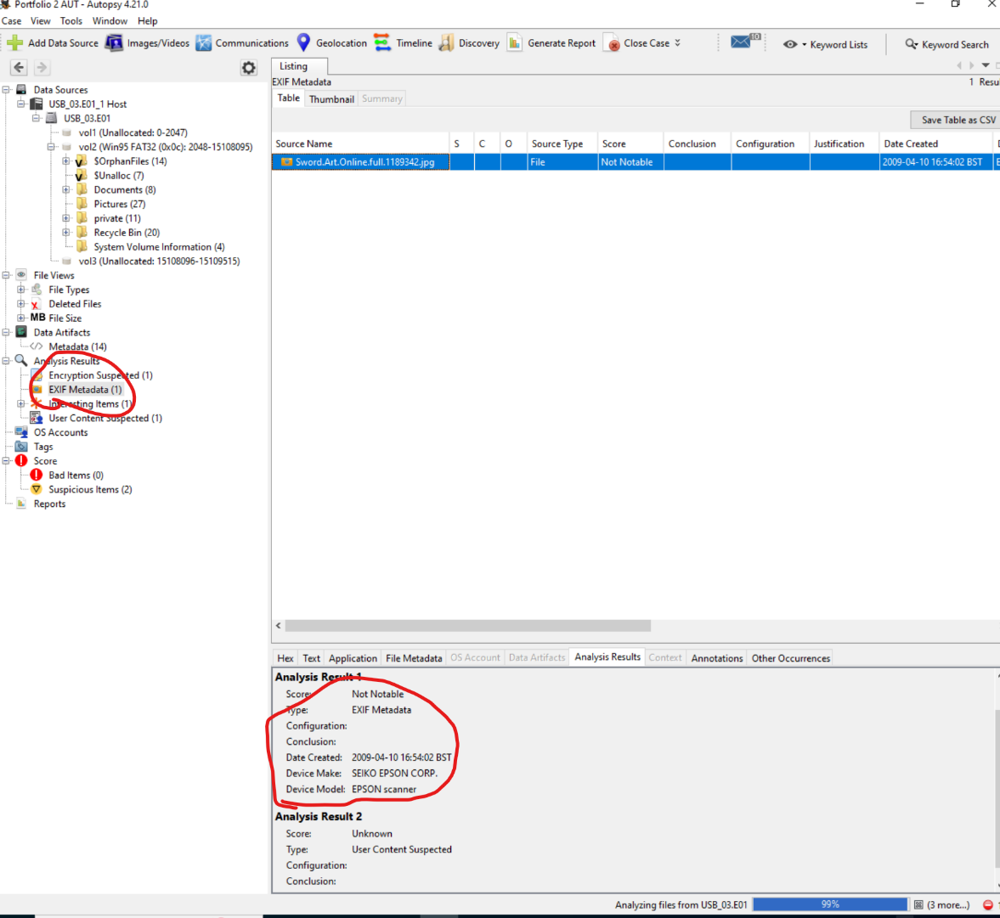 Portfolio 2 AUT - Autopsy 4.21.0
Case View Tools Window Help
Add Data Source Images/Videos Communications Geolocation Timeline Discovery Generate Report Close Case 10 Keyword Lists Keyword Search
Listing
EXIF Metadata
1 Resu
Table Thumbnail Summary
Save Table as CSV
Source Name S C O Source Type Score Conclusion Configuration Justification Date Created
Sword.Art.Online.full.1189342.jpg File Not Notable 2009-04-10 16:54:02 BST
Data Sources
USB_03.E01_1 Host
USB_03.E01
vol1 (Unallocated: 0-2047)
vol2 (Win95 FAT32 (0x0c): 2048-15108095)
$OrphanFiles (14)
$Unalloc (7)
Documents (8)
Pictures (27)
private (11)
Recycle Bin (20)
System Volume Information (4)
vol3 (Unallocated: 15108096-15109515)
File Views
File Types
Deleted Files
MB File Size
Data Artifacts
Metadata (14)
Analysis Results
Encryption Suspected (1)
EXIF Metadata (1)
Interesting Items (1)
User Content Suspected (1)
OS Accounts
Tags
Score
Bad Items (0)
Suspicious Items (2)
Reports
Hex Text Application File Metadata OS Account Data Artifacts Analysis Results Context Annotations Other Occurrences
Analysis Result 1
Score: Not Notable
Type: EXIF Metadata
Configuration:
Conclusion:
Date Created: 2009-04-10 16:54:02 BST
Device Make: SEIKO EPSON CORP.
Device Model: EPSON scanner
Analysis Result 2
Score: Unknown
Type: User Content Suspected
Configuration:
Conclusion:
Analyzing files from USB_03.E01 99% (3 more...)